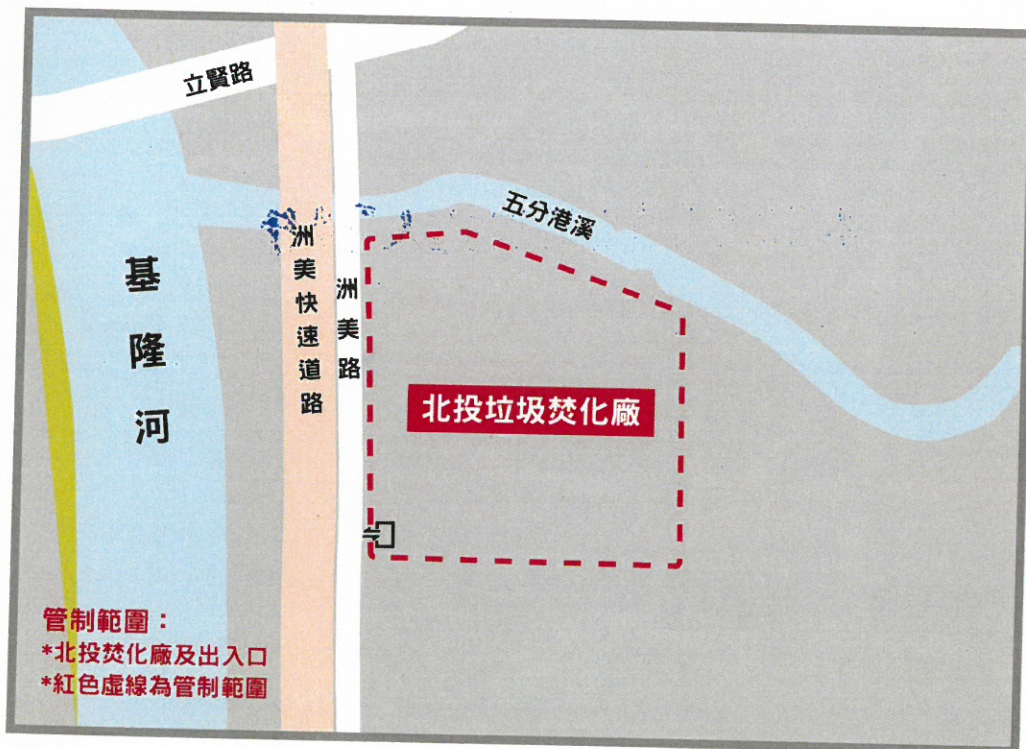 立賢路
五分港溪
基隆河
洲美快速道路
洲美路
北投垃圾焚化廠
管制範圍：
*北投焚化廠及出入口
*紅色虛線為管制範圍